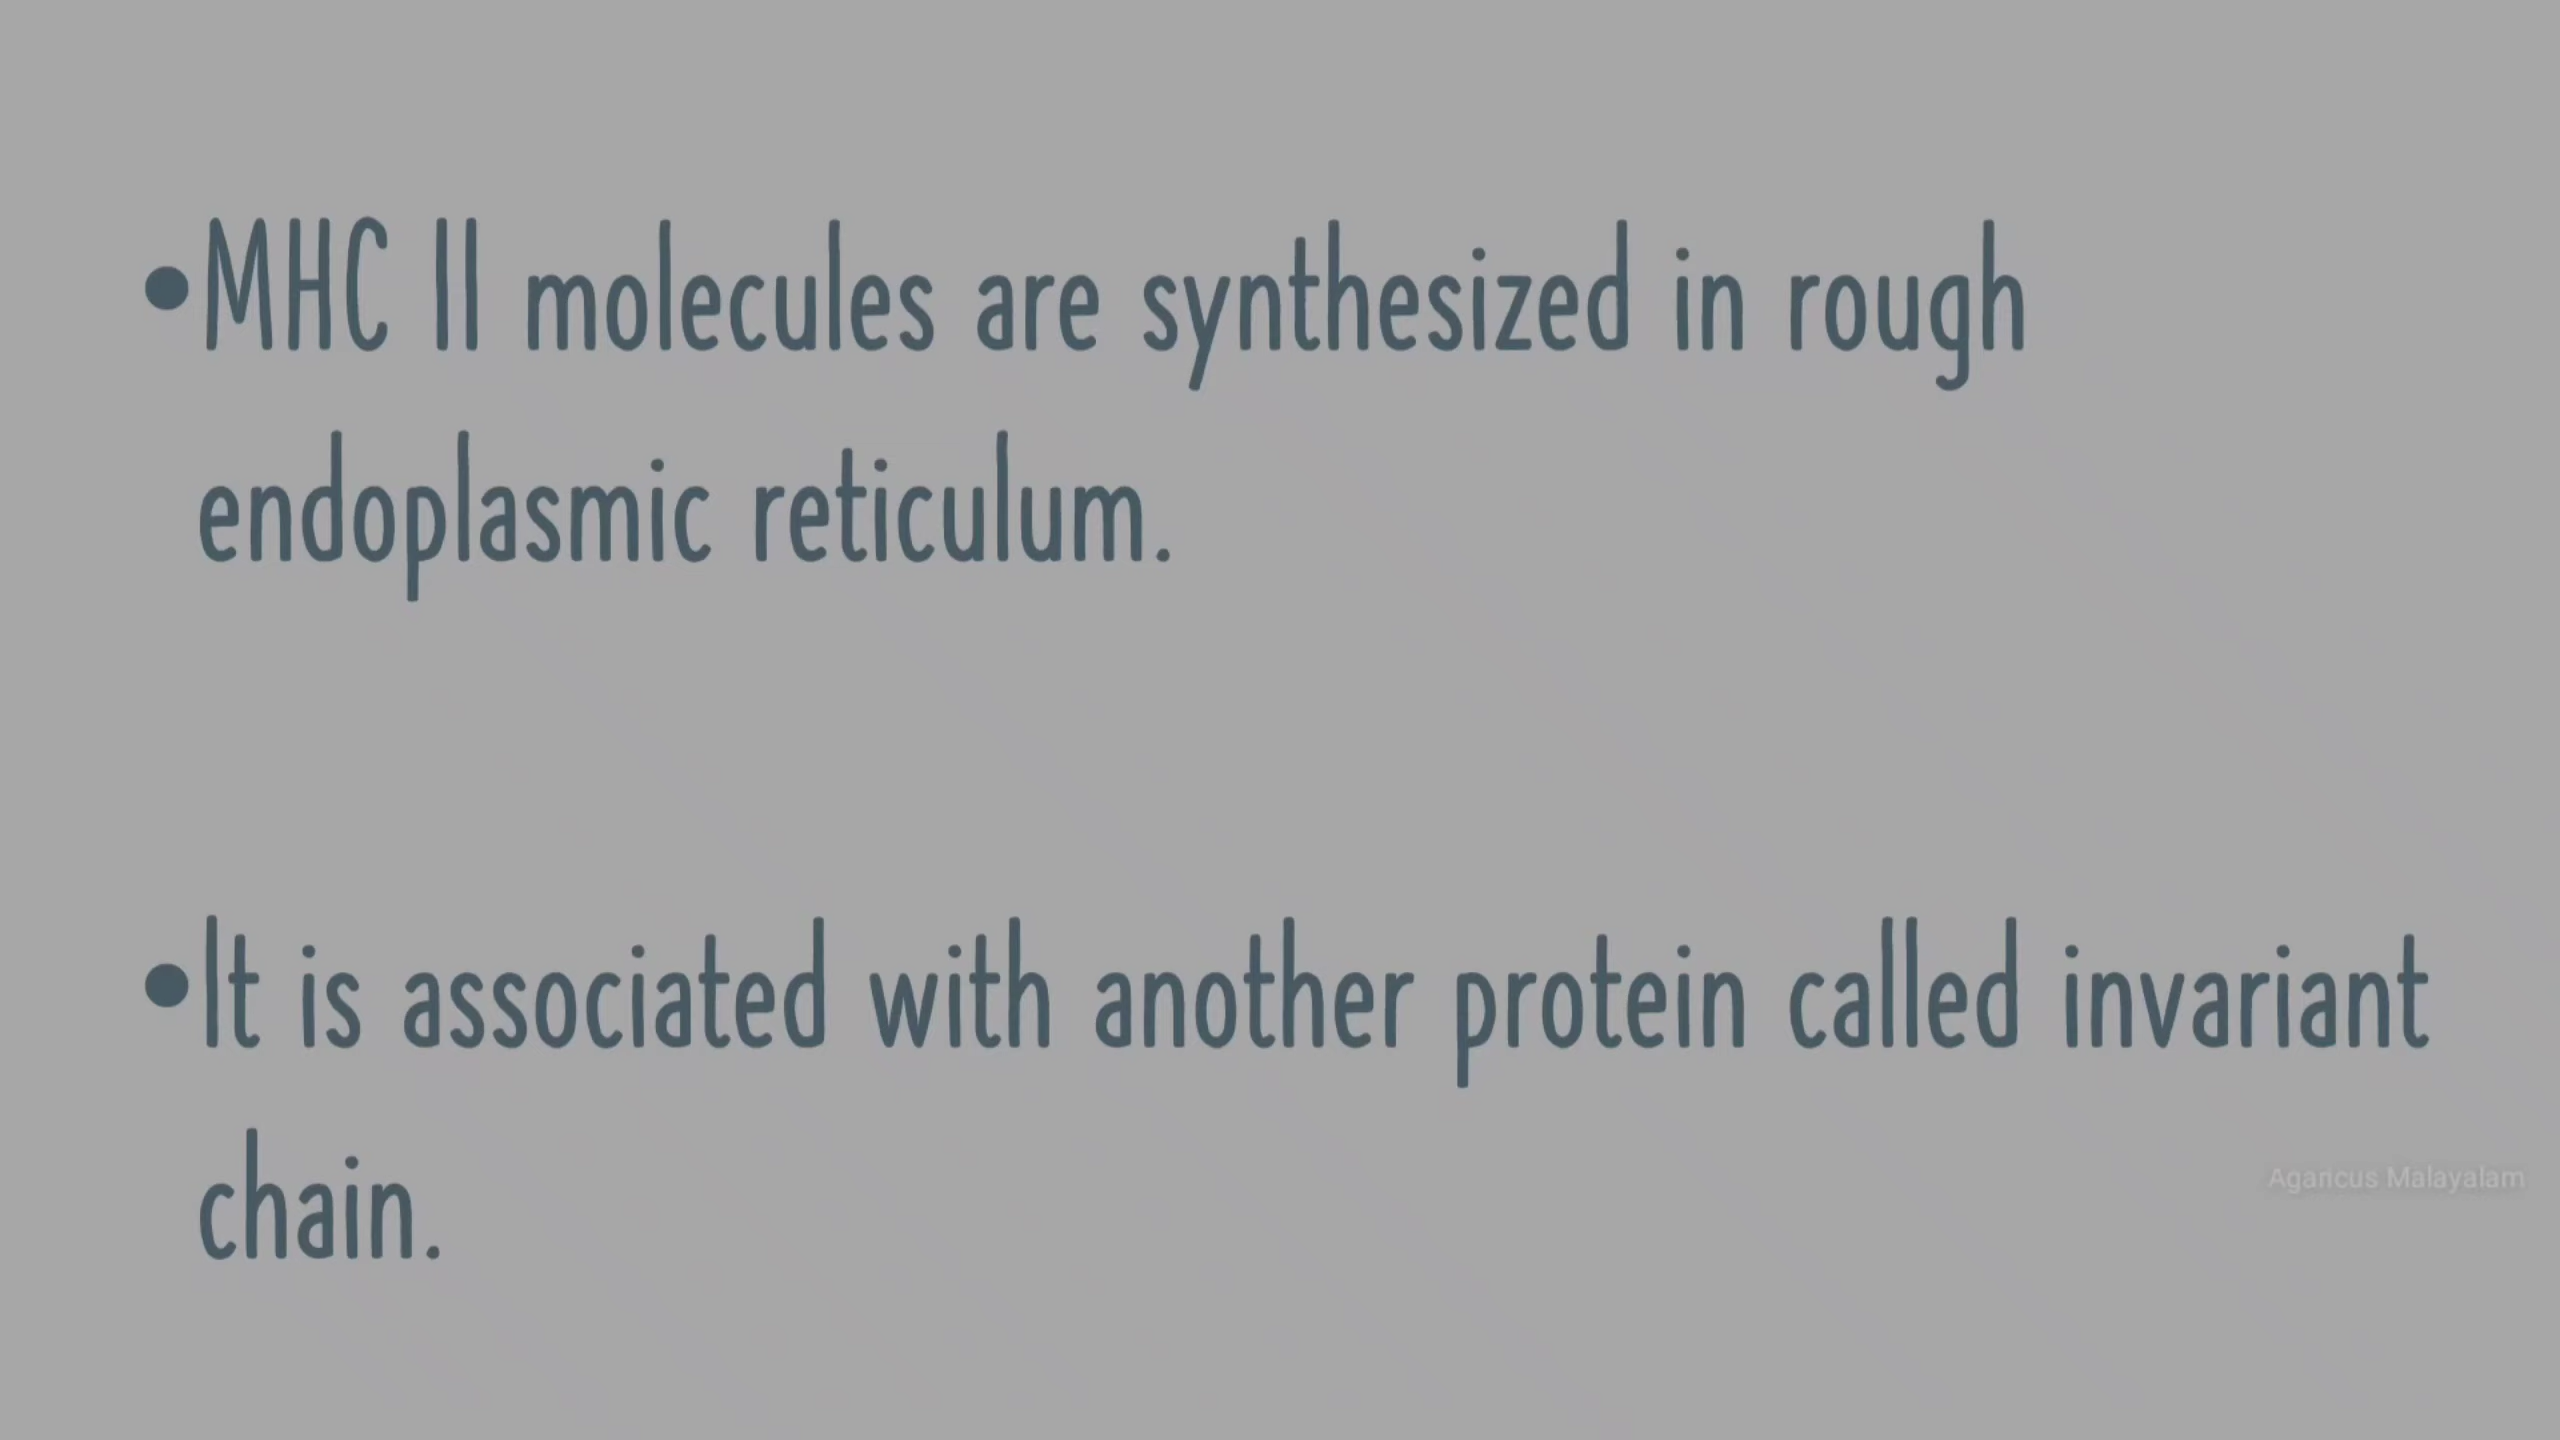 •MHC II molecules are synthesized in rough
endoplasmic reticulum.
•It is associated with another protein called invariant
chain.
Agaricus Malayalam